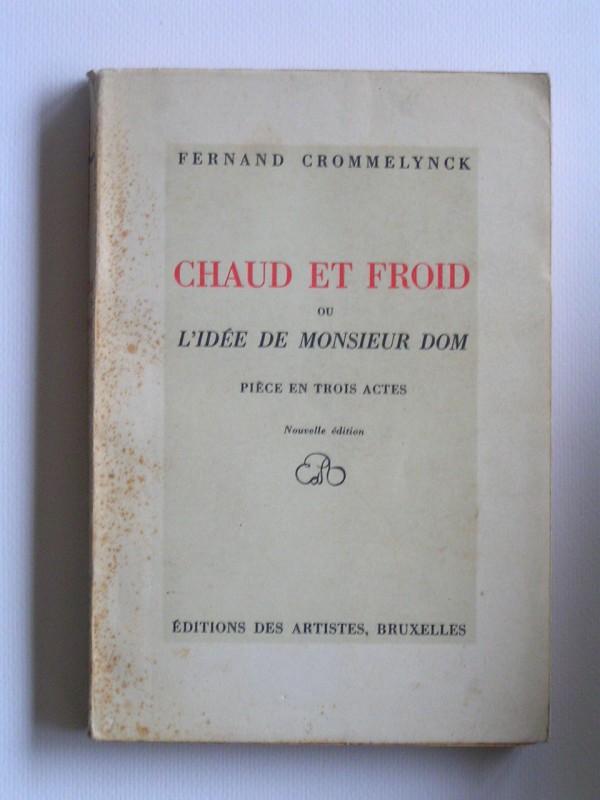 FERNAND CROMMELYNCK
CHAUD ET FROID
OU
L'IDÉE DE MONSIEUR DOM
PIÈCE EN TROIS ACTES
Nouvelle édition
ÉDITIONS DES ARTISTES, BRUXELLES